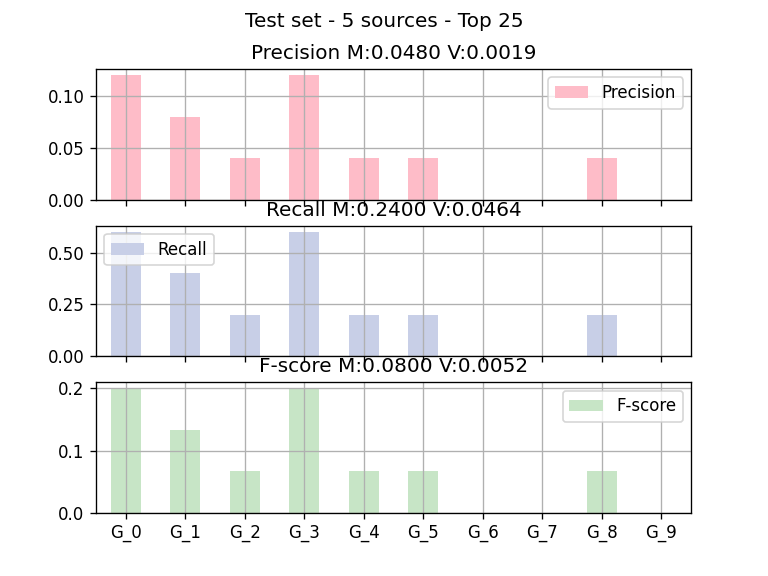 Test set - 5 sources - Top 25
Precision M:0.0480 V:0.0019
0.10
0.05
0.00
Precision
Recall M:0.2400 V:0.0464
0.50
0.25
0.00
Recall
F-score M:0.0800 V:0.0052
0.2
0.1
0.0
F-score
G_0 G_1 G_2 G_3 G_4 G_5 G_6 G_7 G_8 G_9